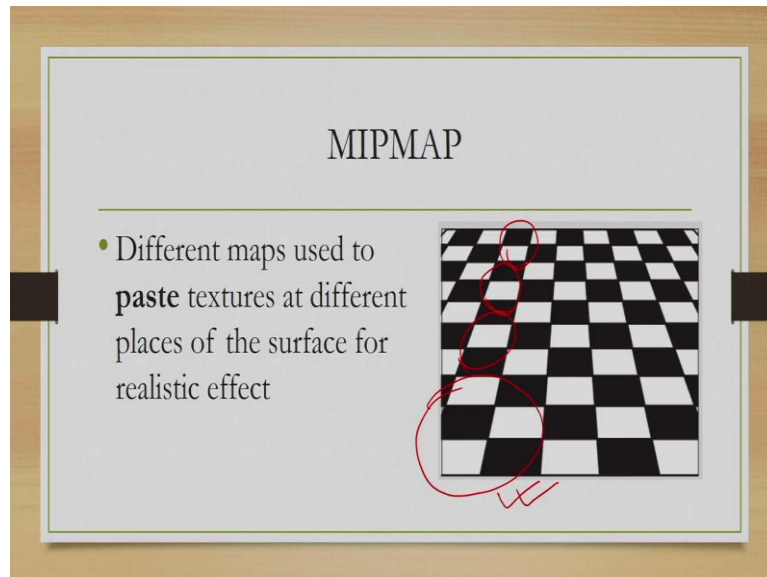 MIPMAP
• Different maps used to
paste textures at different
places of the surface for
realistic effect